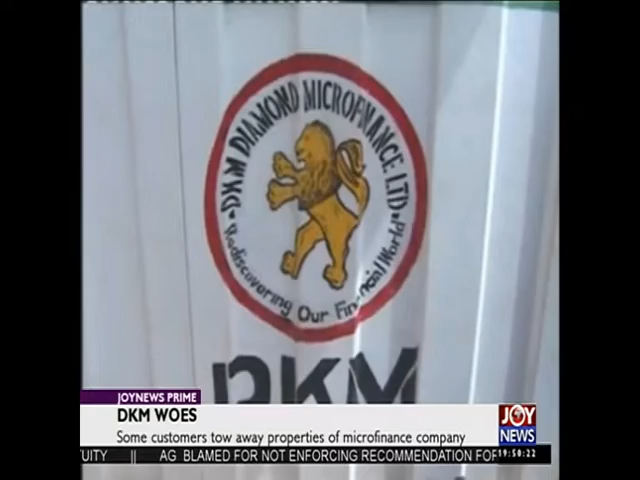 DKM DIAMOND MICROFINANCE LTD
Rediscovering Our Financial World
DKM
JOYNEWS PRIME
DKM WOES
Some customers tow away properties of microfinance company
JOY
NEWS
UITY || AG BLAMED FOR NOT ENFORCING RECOMMENDATION FOR
19:58:22